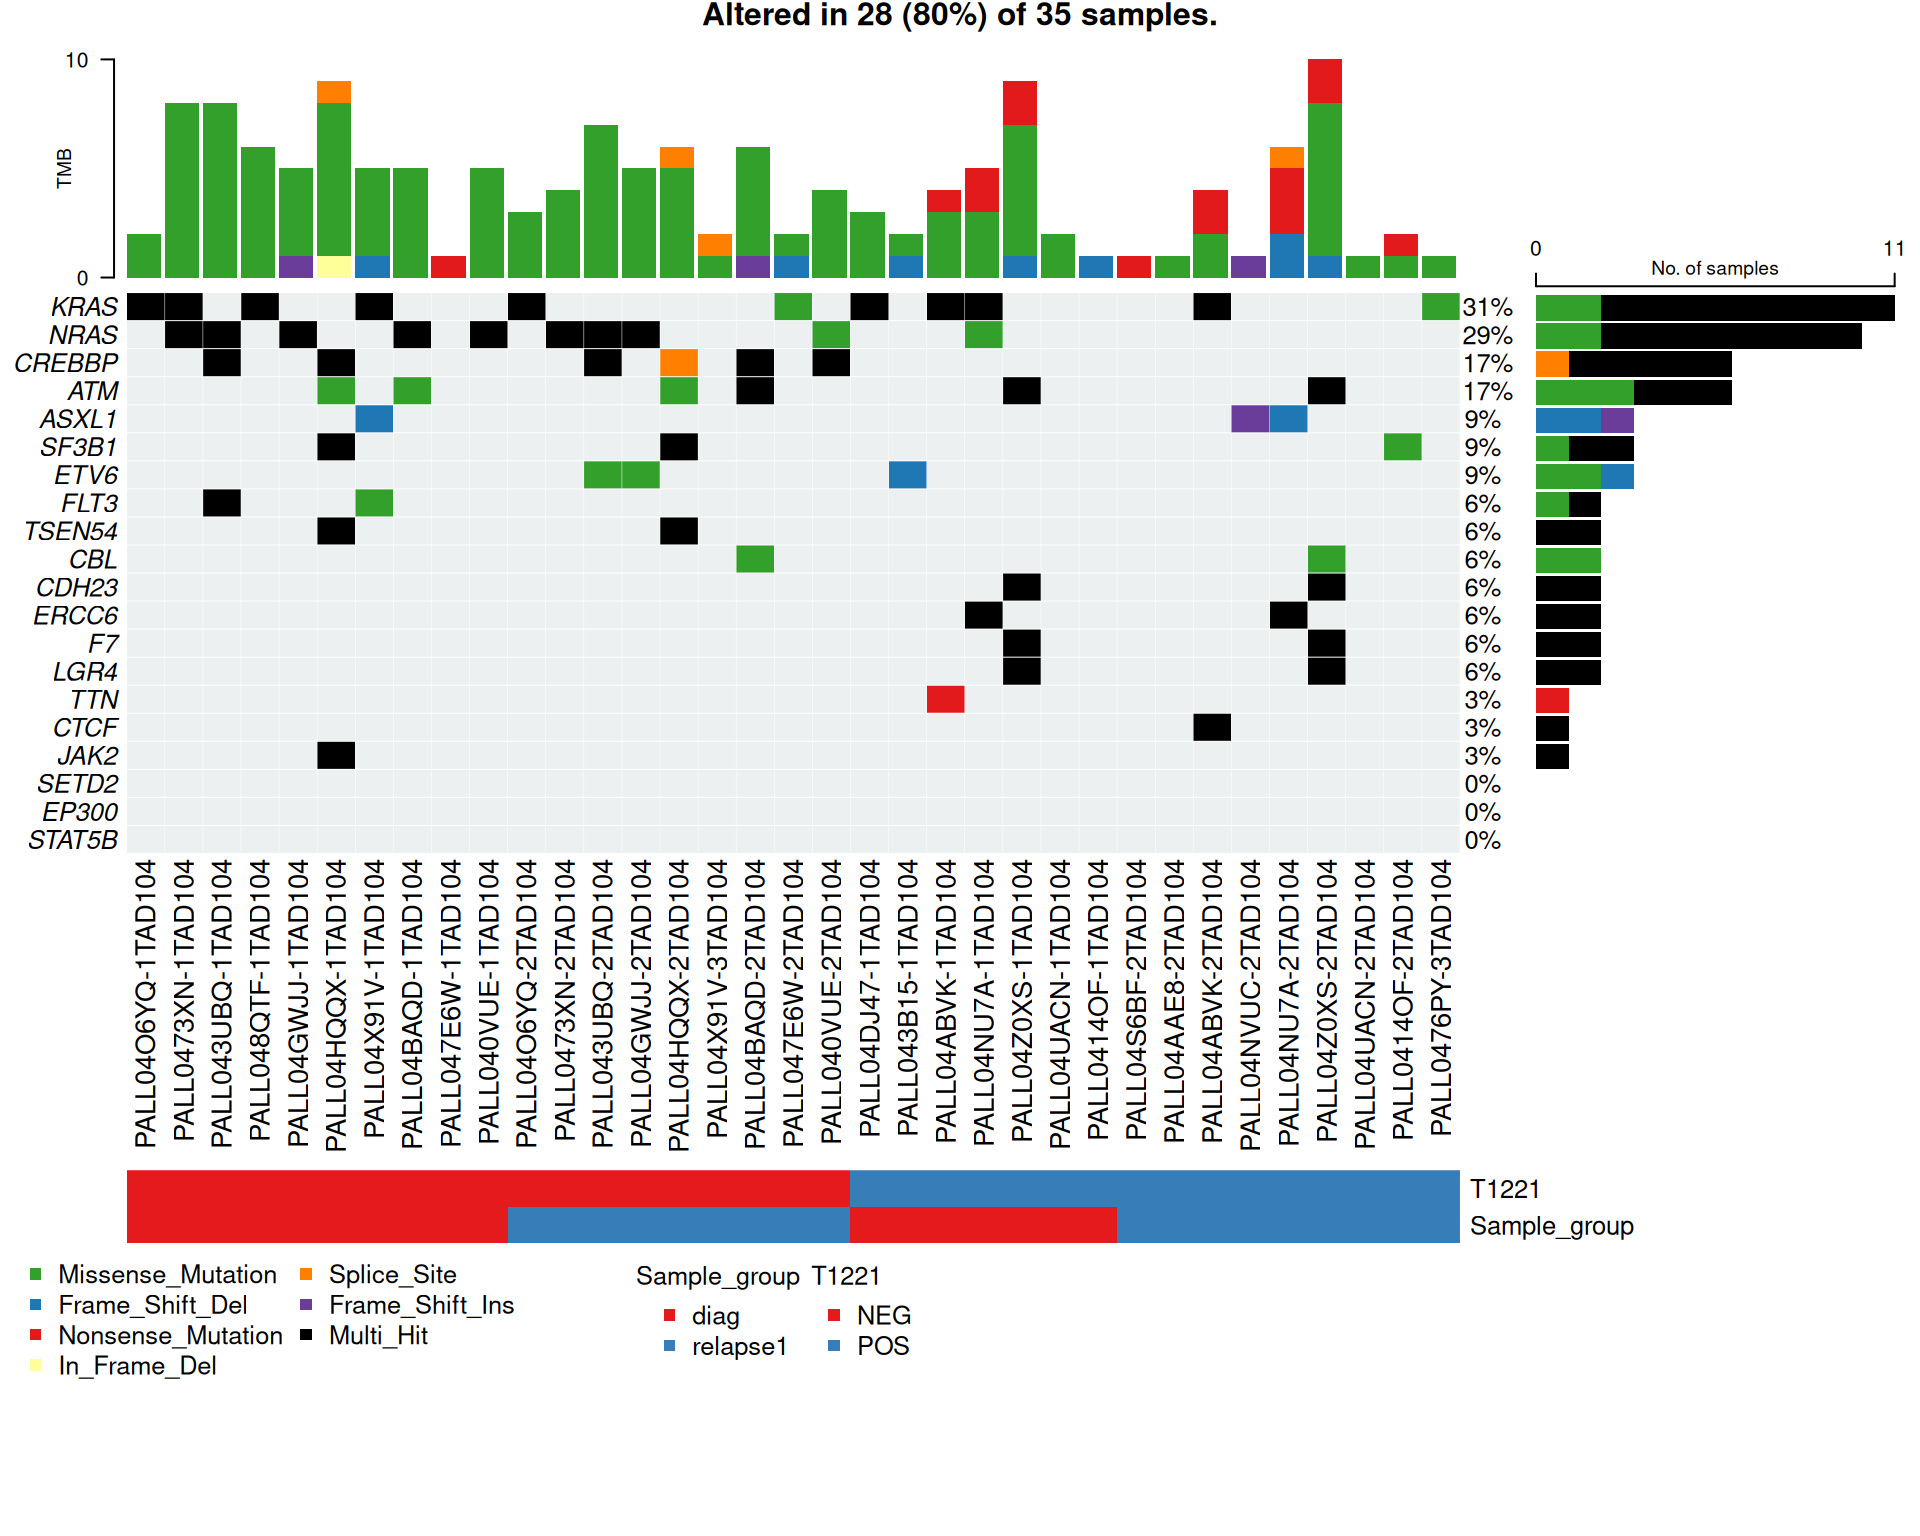 Altered in 28 (80%) of 35 samples.
10
TMB
0
0 11
No. of samples
KRAS 31%
NRAS 29%
CREBBP 17%
ATM 17%
ASXL1 9%
SF3B1 9%
ETV6 9%
FLT3 6%
TSEN54 6%
CBL 6%
CDH23 6%
ERCC6 6%
F7 6%
LGR4 6%
TTN 3%
CTCF 3%
JAK2 3%
SETD2 0%
EP300 0%
STAT5B 0%
PALL04O6YQ-1TAD104
PALL0473XN-1TAD104
PALL043UBQ-1TAD104
PALL048QTF-1TAD104
PALL04GWJJ-1TAD104
PALL04HQQX-1TAD104
PALL04X91V-1TAD104
PALL04BAQD-1TAD104
PALL047E6W-1TAD104
PALL040VUE-1TAD104
PALL04O6YQ-2TAD104
PALL0473XN-2TAD104
PALL043UBQ-2TAD104
PALL04GWJJ-2TAD104
PALL04HQQX-2TAD104
PALL04X91V-3TAD104
PALL04BAQD-2TAD104
PALL047E6W-2TAD104
PALL040VUE-2TAD104
PALL04DJ47-1TAD104
PALL043B15-1TAD104
PALL04ABVK-1TAD104
PALL04NU7A-1TAD104
PALL04Z0XS-1TAD104
PALL04UACN-1TAD104
PALL0414OF-1TAD104
PALL04S6BF-2TAD104
PALL04AAE8-2TAD104
PALL04ABVK-2TAD104
PALL04NVUC-2TAD104
PALL04NU7A-2TAD104
PALL04Z0XS-2TAD104
PALL04UACN-2TAD104
PALL0414OF-2TAD104
PALL0476PY-3TAD104
T1221
Sample_group
Missense_Mutation Splice_Site
Frame_Shift_Del Frame_Shift_Ins
Nonsense_Mutation Multi_Hit
In_Frame_Del
Sample_group T1221
diag NEG
relapse1 POS